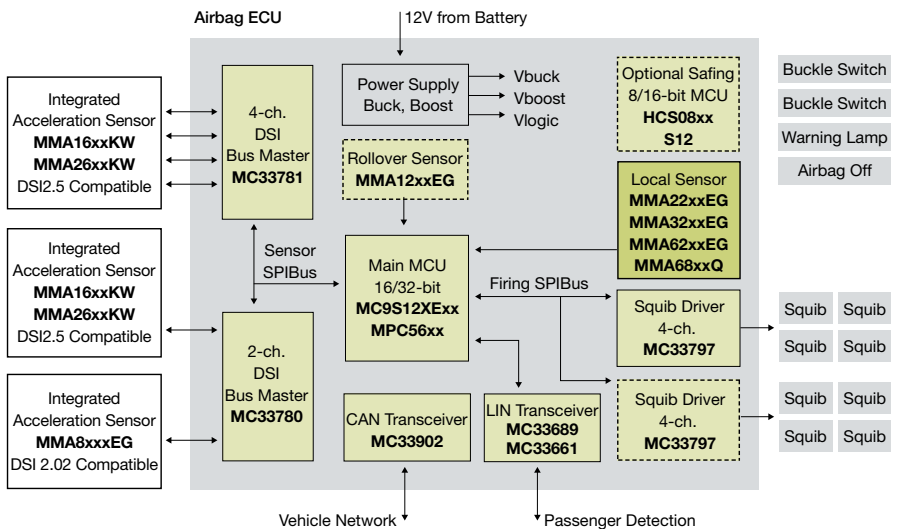 Airbag ECU
12V from Battery
Integrated
Acceleration Sensor
MMA16xxKW
MMA26xxKW
DSI2.5 Compatible
4-ch.
DSI
Bus Master
MC33781
Power Supply
Buck, Boost
Vbuck
Vboost
Vlogic
Optional Safing
8/16-bit MCU
HCS08xx
S12
Buckle Switch
Buckle Switch
Warning Lamp
Airbag Off
Rollover Sensor
MMA12xxEG
Local Sensor
MMA22xxEG
MMA32xxEG
MMA62xxEG
MMA68xxQ
Integrated
Acceleration Sensor
MMA16xxKW
MMA26xxKW
DSI2.5 Compatible
Sensor
SPIBus
Main MCU
16/32-bit
MC9S12XExx
MPC56xx
Firing SPIBus
Squib Driver
4-ch.
MC33797
Squib Squib
Squib Squib
2-ch.
DSI
Bus Master
MC33780
Integrated
Acceleration Sensor
MMA8xxxEG
DSI 2.02 Compatible
CAN Transceiver
MC33902
LIN Transceiver
MC33689
MC33661
Squib Driver
4-ch.
MC33797
Squib Squib
Squib Squib
Vehicle Network
Passenger Detection